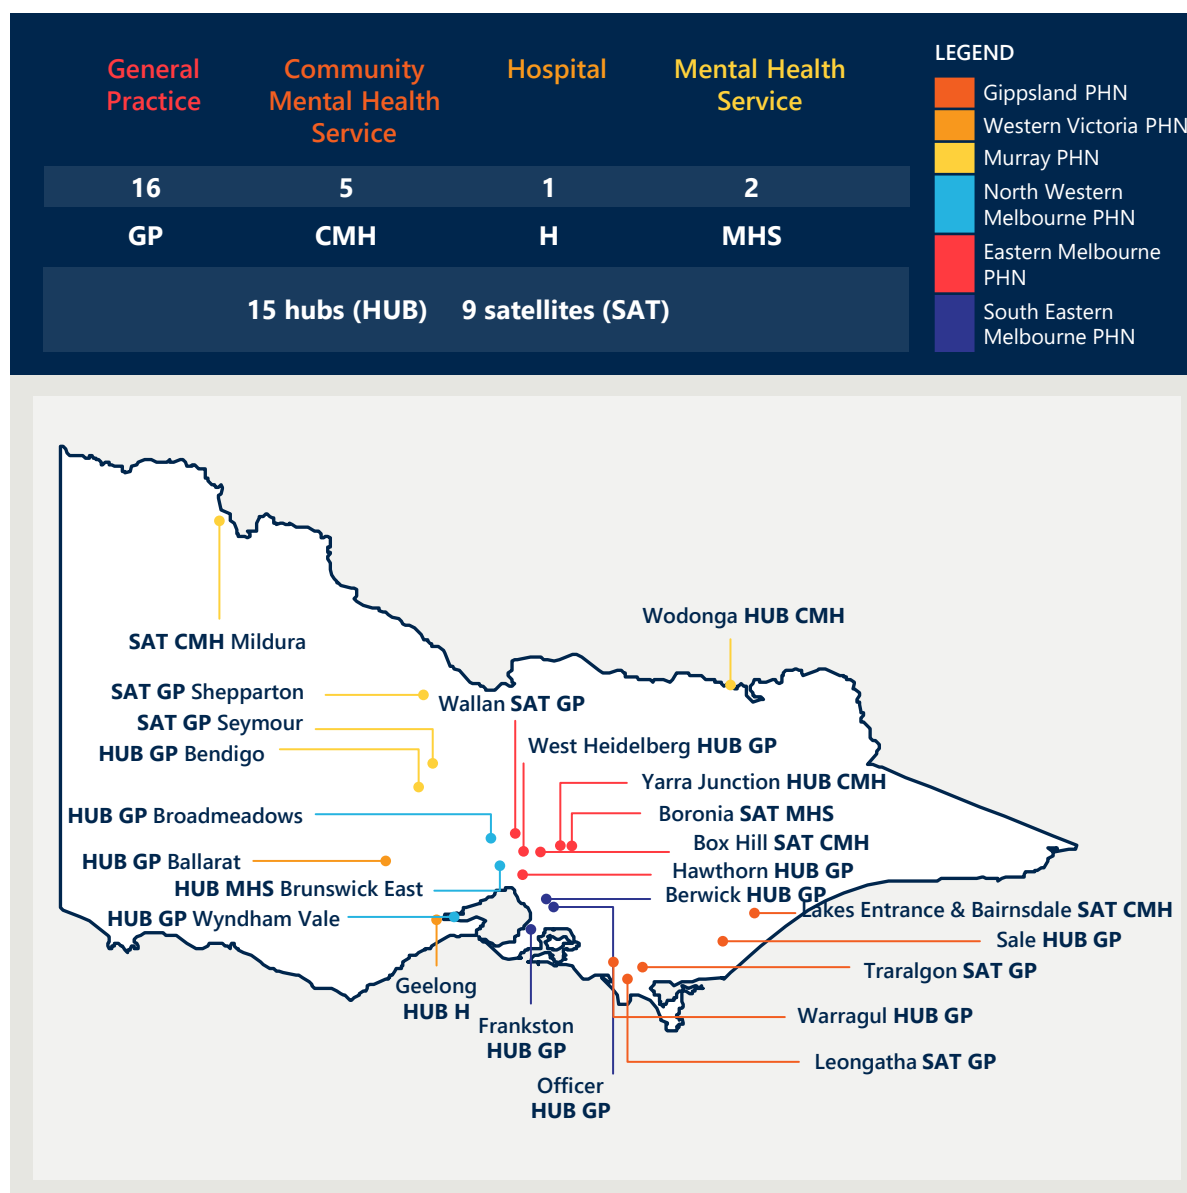 General
Practice
Community
Mental Health
Service
Hospital
Mental Health
Service
16
5
1
2
GP
CMH
H
MHS
15 hubs (HUB)
9 satellites (SAT)
LEGEND
Gippsland PHN
Western Victoria PHN
Murray PHN
North Western
Melbourne PHN
Eastern Melbourne
PHN
South Eastern
Melbourne PHN
Wodonga HUB CMH
SAT CMH Mildura
SAT GP Shepparton
Wallan SAT GP
SAT GP Seymour
West Heidelberg HUB GP
HUB GP Bendigo
Yarra Junction HUB CMH
HUB GP Broadmeadows
Boronia SAT MHS
Box Hill SAT CMH
HUB GP Ballarat
Hawthorn HUB GP
HUB MHS Brunswick East
Berwick HUB GP
HUB GP Wyndham Vale
Lakes Entrance & Bairnsdale SAT CMH
Sale HUB GP
Traralgon SAT GP
Geelong
HUB H
Warragul HUB GP
Frankston
HUB GP
Leongatha SAT GP
Officer
HUB GP